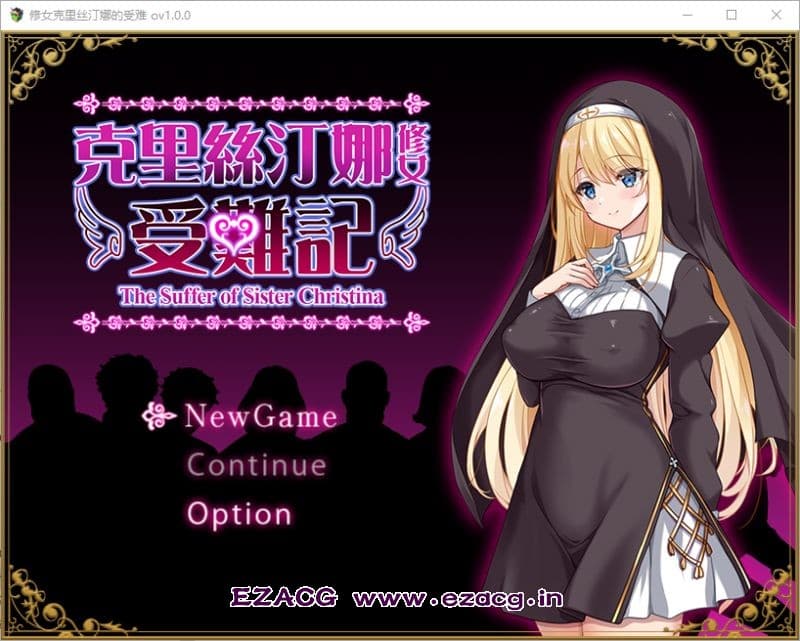 修女克里丝汀娜的受难 ov1.0.0
克里絲汀娜修女
受難記
The Suffer of Sister Christina
NewGame
Continue
Option
EZACG www.ezacg.in